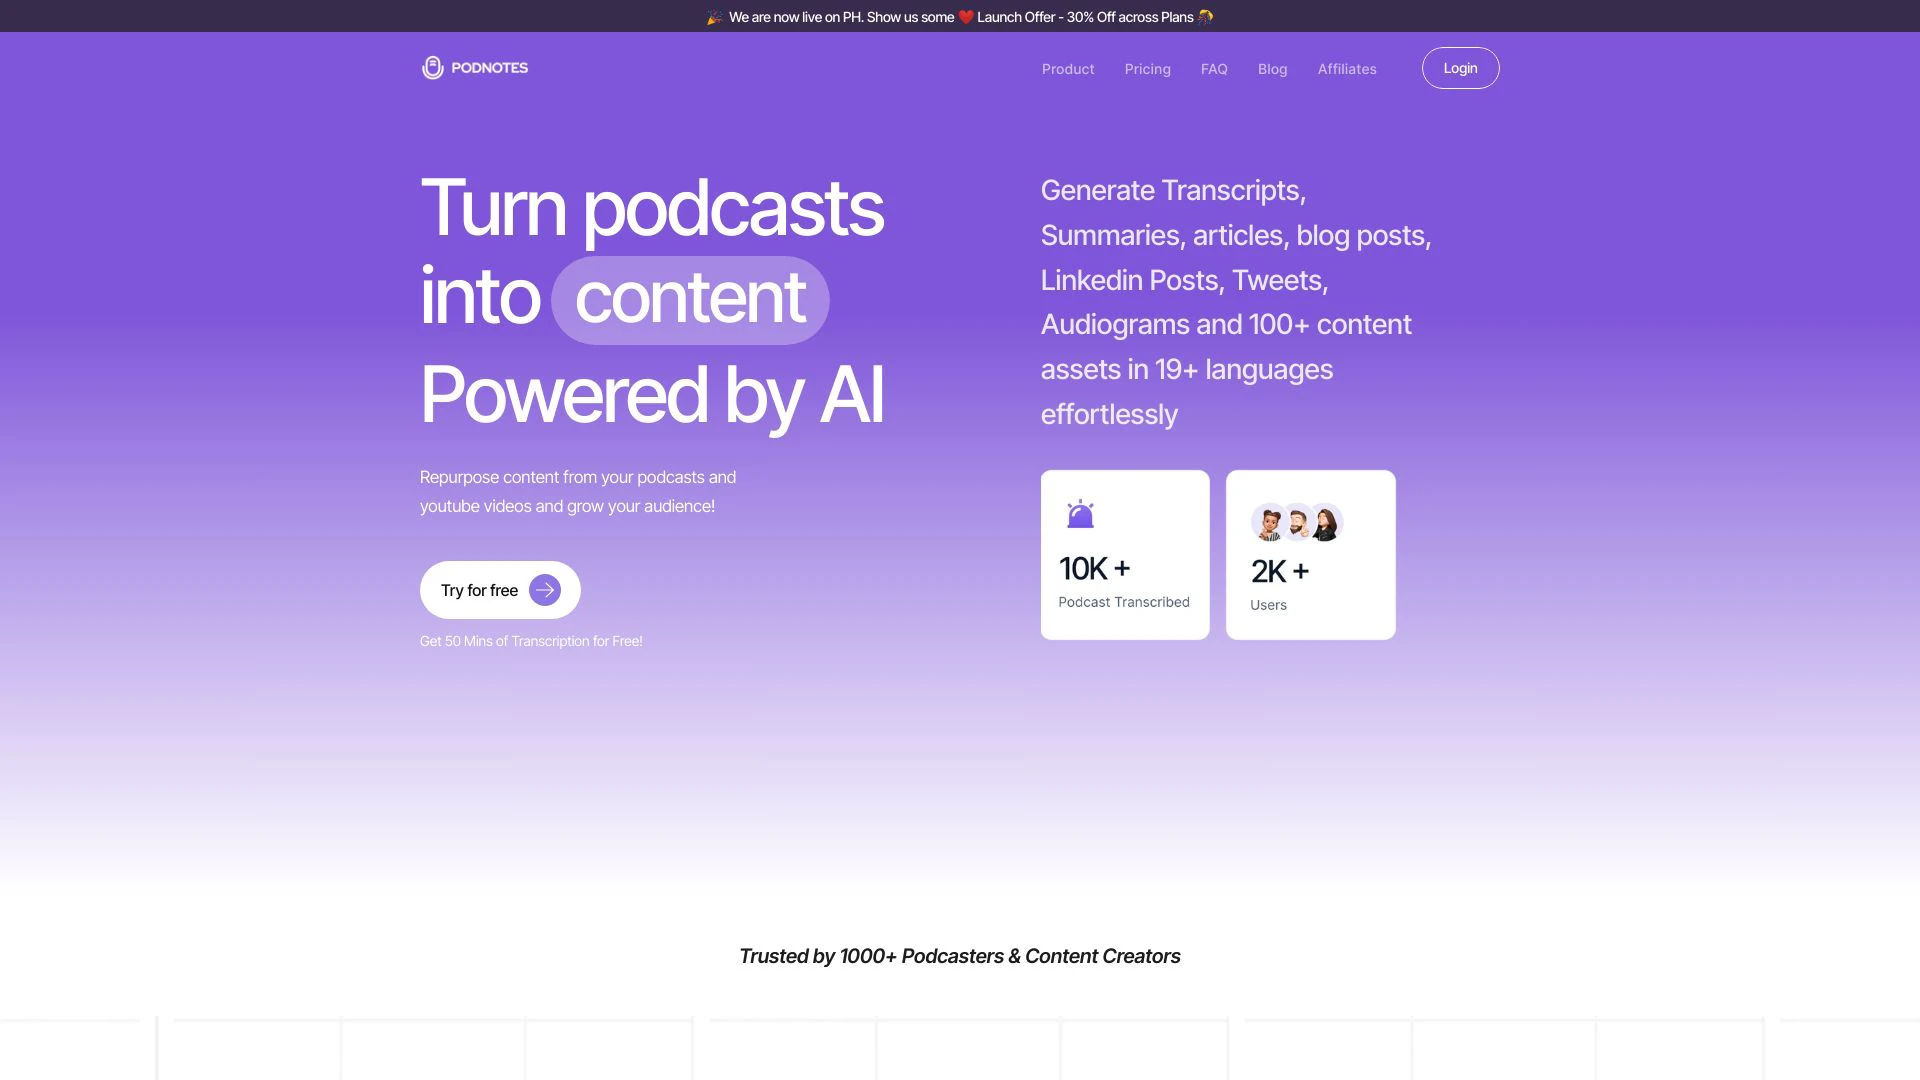 🎉 We are now live on PH. Show us some ❤️ Launch Offer - 30% Off across Plans 🎊
PODNOTES
Product
Pricing
FAQ
Blog
Affiliates
Login
Turn podcasts
into content
Powered by AI
Repurpose content from your podcasts and
youtube videos and grow your audience!
Try for free
Get 50 Mins of Transcription for Free!
Generate Transcripts,
Summaries, articles, blog posts,
Linkedin Posts, Tweets,
Audiograms and 100+ content
assets in 19+ languages
effortlessly
10K +
Podcast Transcribed
2K +
Users
Trusted by 1000+ Podcasters & Content Creators